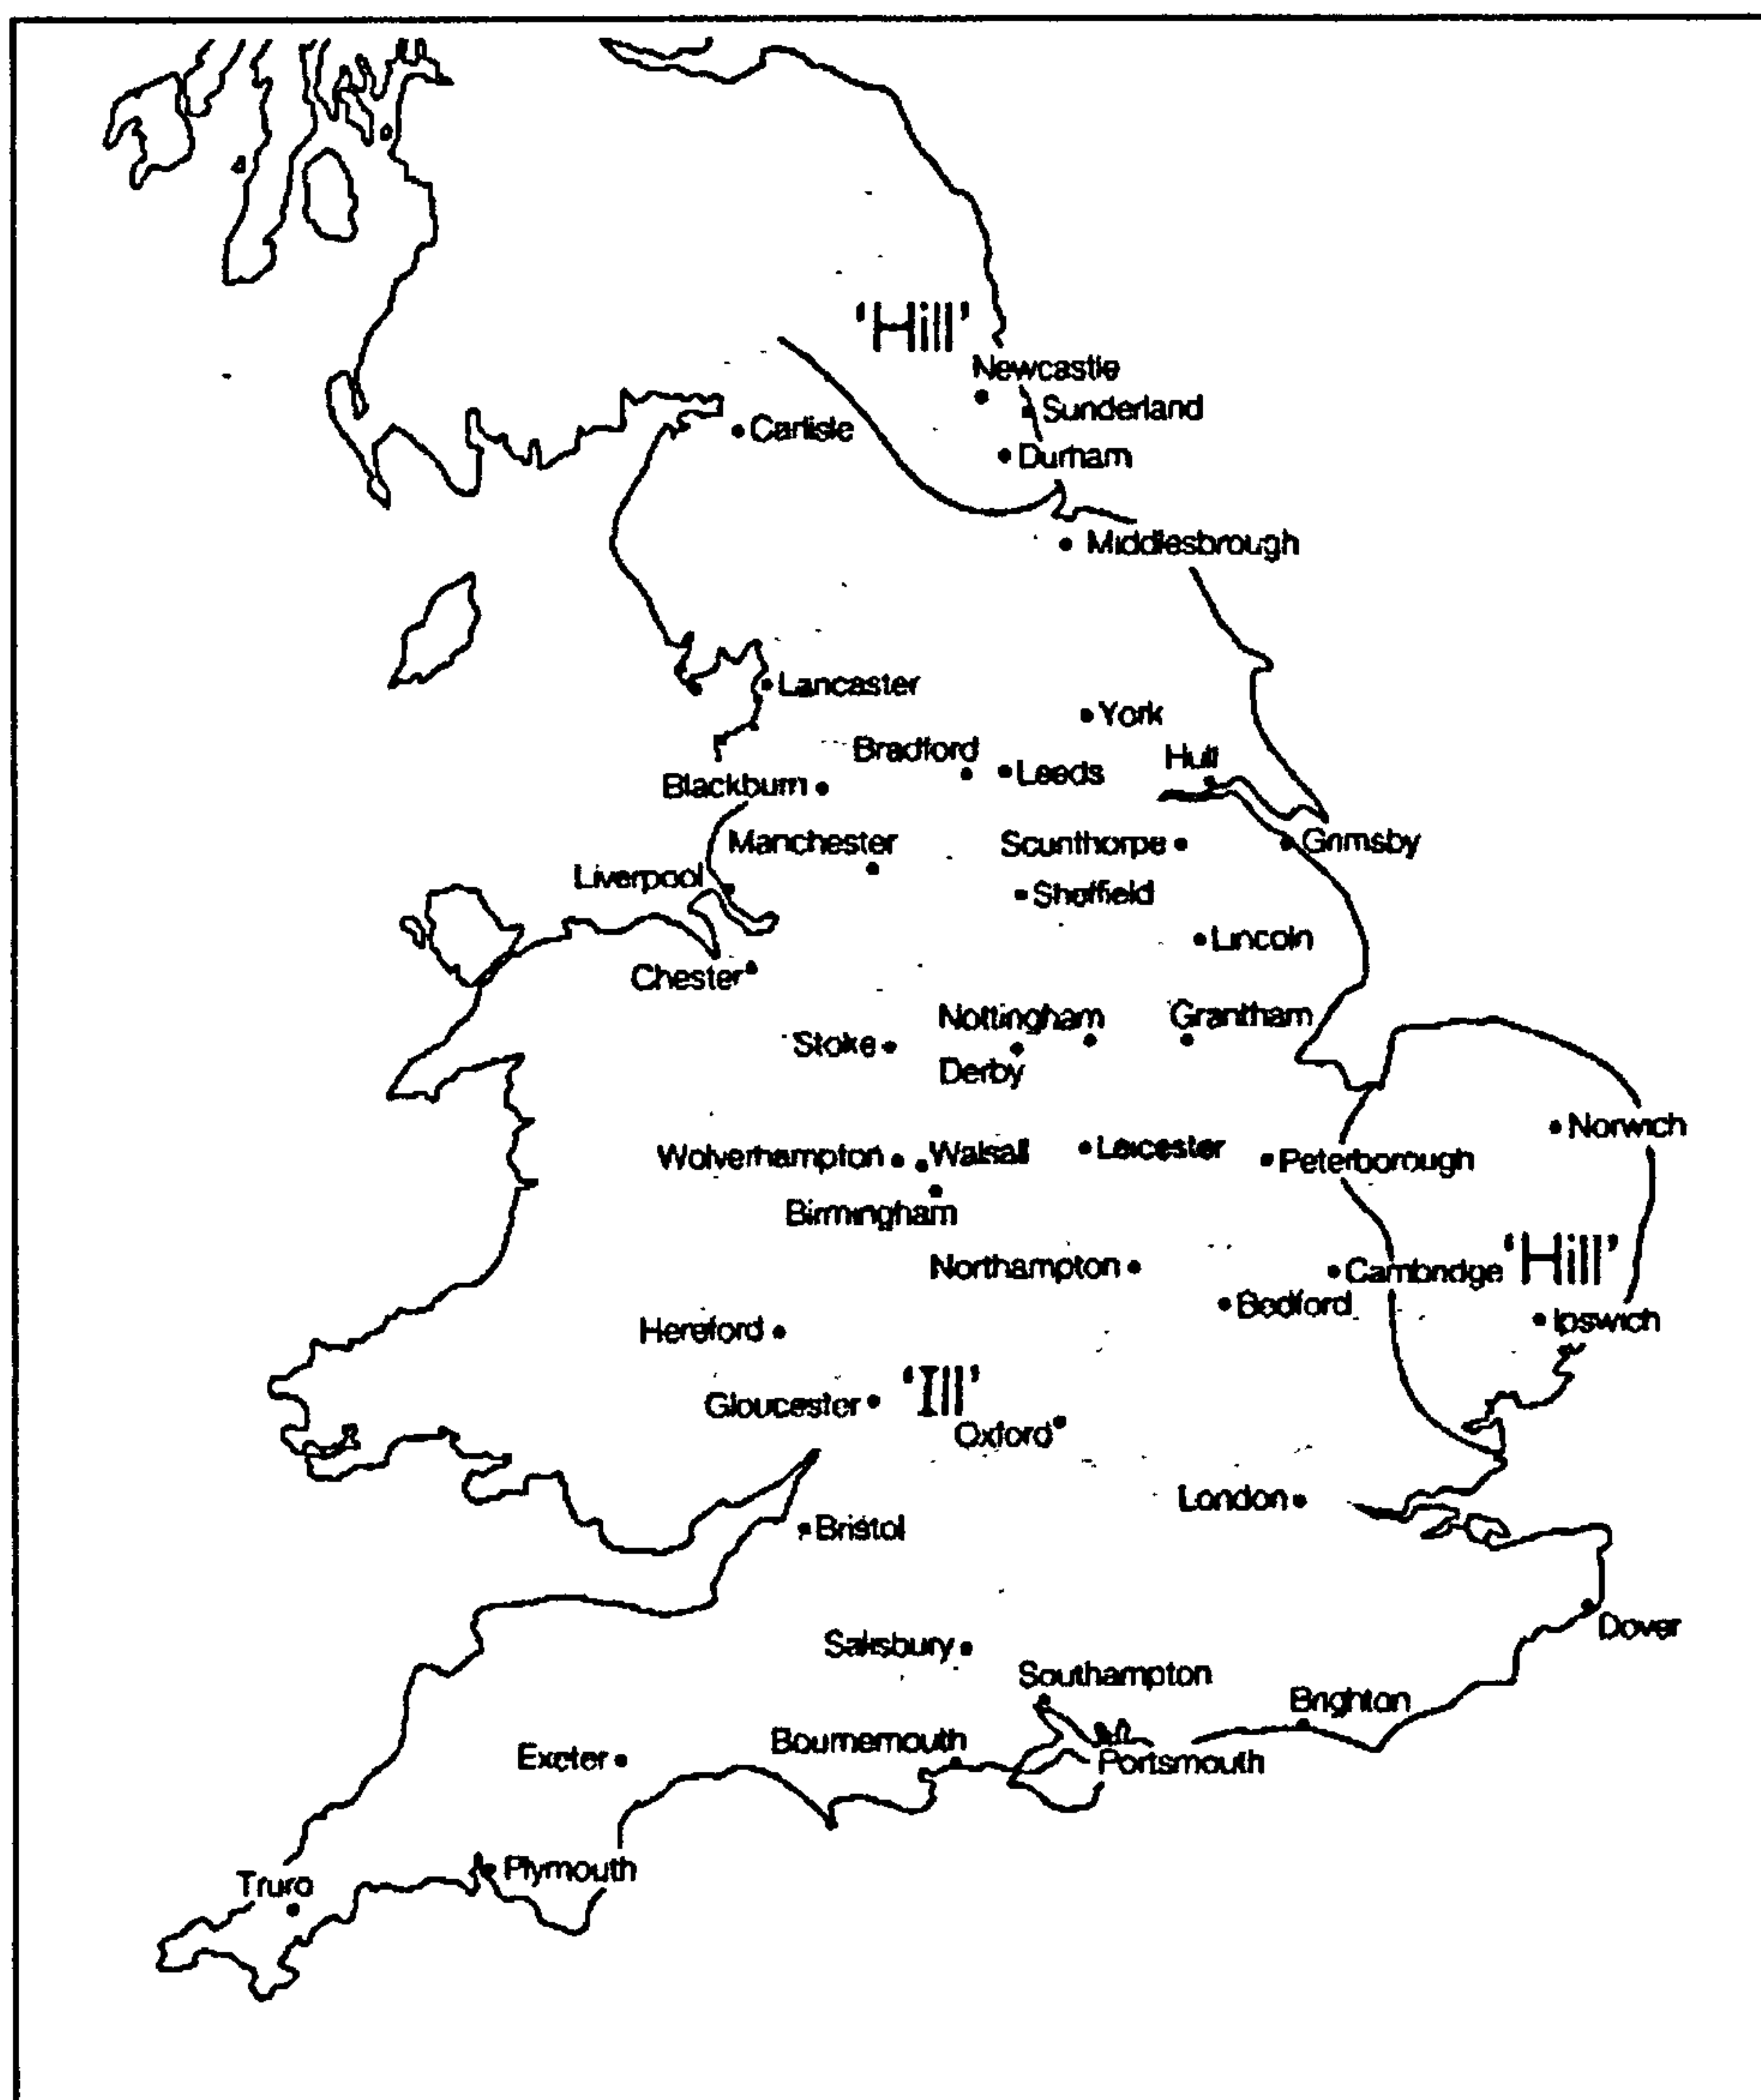 ‘Hill’
Newcastle
Sunderland
Carlisle
Durham
Middlesbrough
Lancaster
York
Bradford
Leeds
Hull
Blackburn
Manchester
Scunthorpe
Grimsby
Liverpool
Sheffield
Lincoln
Chester
Nottingham
Grantham
Stoke
Derby
Norwich
Wolverhampton
Walsall
Leicester
Peterborough
Birmingham
Northampton
Cambridge
‘Hill’
Bedford
Ipswich
Hereford
Gloucester
‘Ill’
Oxford
London
Bristol
Dover
Salisbury
Southampton
Brighton
Bournemouth
Portsmouth
Exeter
Plymouth
Truro